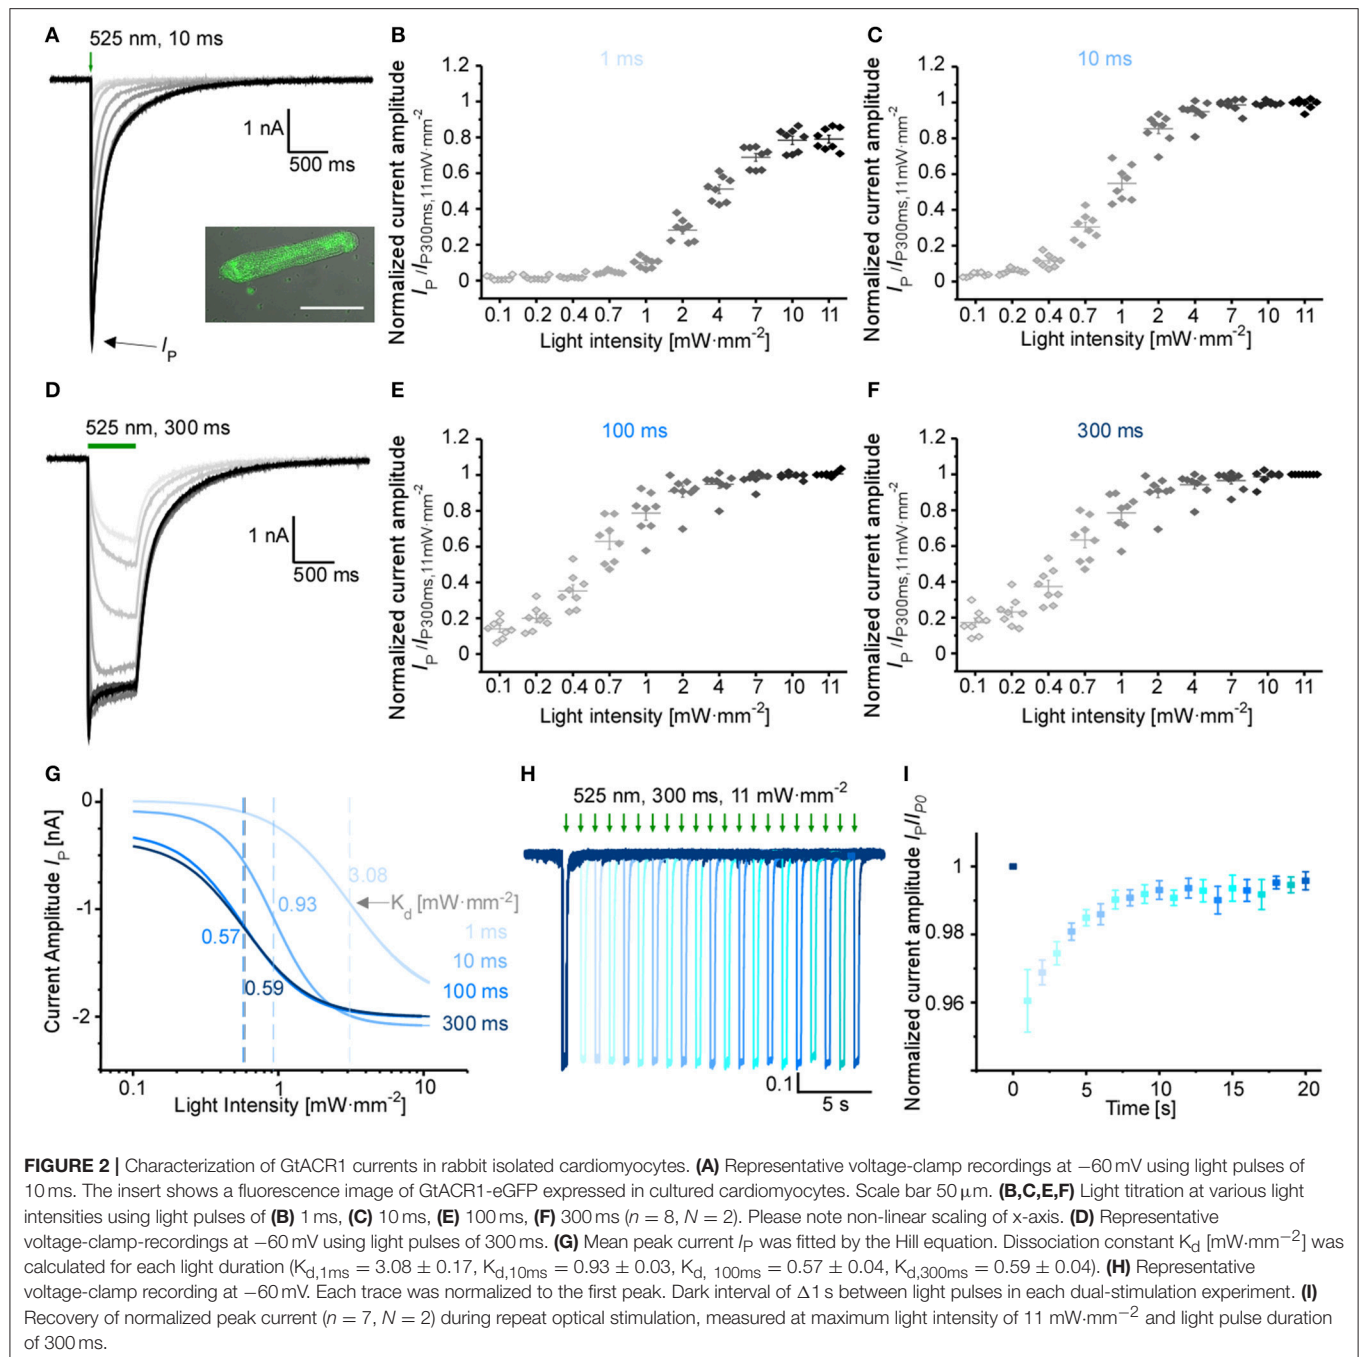 A
525 nm, 10 ms
1 nA
500 ms
IP
B
1 ms
Normalized current amplitude
IP/IP300ms,11mW·mm-2
1.2
1
0.8
0.6
0.4
0.2
0
0.1 0.2 0.4 0.7 1 2 4 7 10 11
Light intensity [mW·mm-2]
C
10 ms
Normalized current amplitude
IP/IP300ms,11mW·mm-2
1.2
1
0.8
0.6
0.4
0.2
0
0.1 0.2 0.4 0.7 1 2 4 7 10 11
Light intensity [mW·mm-2]
D
525 nm, 300 ms
1 nA
500 ms
E
100 ms
Normalized current amplitude
IP/IP300ms,11mW·mm-2
1.2
1
0.8
0.6
0.4
0.2
0
0.1 0.2 0.4 0.7 1 2 4 7 10 11
Light intensity [mW·mm-2]
F
300 ms
Normalized current amplitude
IP/IP300ms,11mW·mm-2
1.2
1
0.8
0.6
0.4
0.2
0
0.1 0.2 0.4 0.7 1 2 4 7 10 11
Light intensity [mW·mm-2]
G
Current Amplitude IP [nA]
0
-1
-2
3.08
0.93
Kd [mW·mm-2]
0.57
0.59
1 ms
10 ms
100 ms
300 ms
0.1 1 10
Light Intensity [mW·mm-2]
H
525 nm, 300 ms, 11 mW·mm-2
0.1
5 s
I
Normalized current amplitude IP/IP0
1
0.98
0.96
0 5 10 15 20
Time [s]
FIGURE 2 | Characterization of GtACR1 currents in rabbit isolated cardiomyocytes. (A) Representative voltage-clamp recordings at −60 mV using light pulses of
10 ms. The insert shows a fluorescence image of GtACR1-eGFP expressed in cultured cardiomyocytes. Scale bar 50 μm. (B,C,E,F) Light titration at various light
intensities using light pulses of (B) 1 ms, (C) 10 ms, (E) 100 ms, (F) 300 ms (n = 8, N = 2). Please note non-linear scaling of x-axis. (D) Representative
voltage-clamp-recordings at −60 mV using light pulses of 300 ms. (G) Mean peak current IP was fitted by the Hill equation. Dissociation constant Kd [mW·mm−2] was
calculated for each light duration (Kd,1ms = 3.08 ± 0.17, Kd,10ms = 0.93 ± 0.03, Kd, 100ms = 0.57 ± 0.04, Kd,300ms = 0.59 ± 0.04). (H) Representative
voltage-clamp recording at −60 mV. Each trace was normalized to the first peak. Dark interval of Δ1 s between light pulses in each dual-stimulation experiment. (I)
Recovery of normalized peak current (n = 7, N = 2) during repeat optical stimulation, measured at maximum light intensity of 11 mW·mm−2 and light pulse duration
of 300 ms.